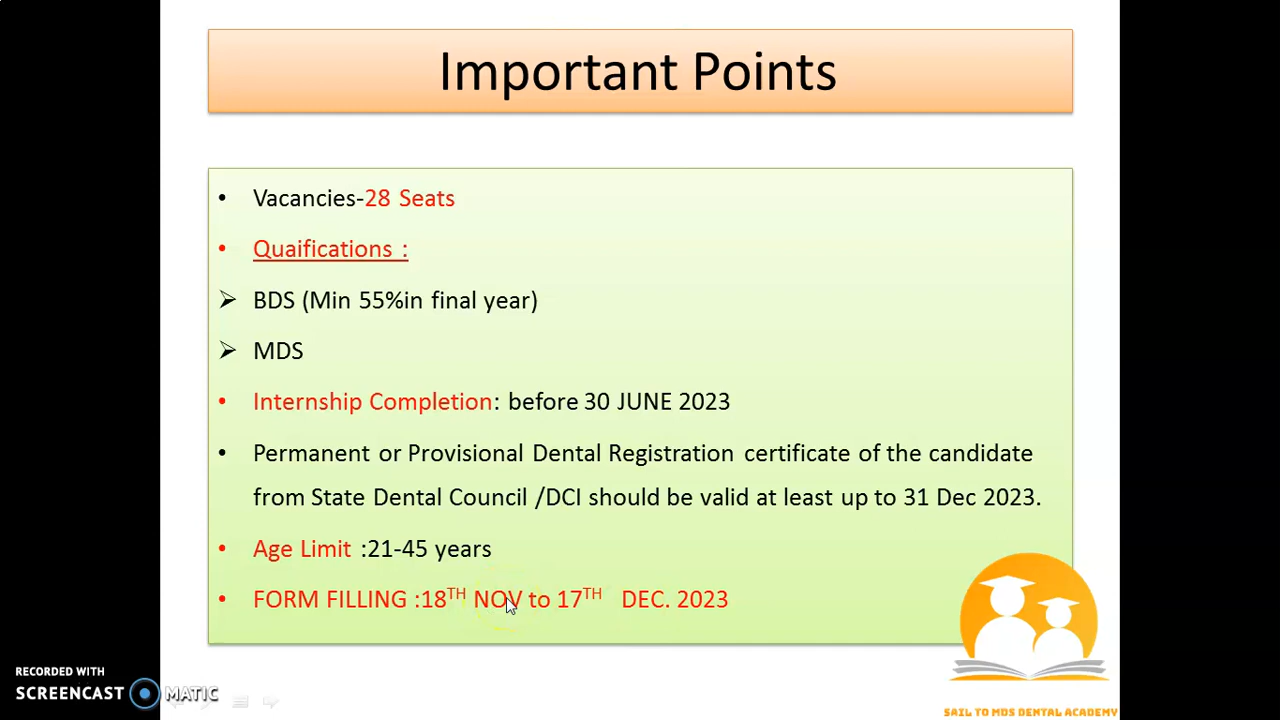 Important Points
• Vacancies-28 Seats
• Quaifications :
➢ BDS (Min 55%in final year)
➢ MDS
• Internship Completion: before 30 JUNE 2023
• Permanent or Provisional Dental Registration certificate of the candidate
from State Dental Council /DCI should be valid at least up to 31 Dec 2023.
• Age Limit :21-45 years
• FORM FILLING :18TH NOV to 17TH DEC. 2023
RECORDED WITH
SCREENCAST MATIC
SAIL TO MDS DENTAL ACADEMY